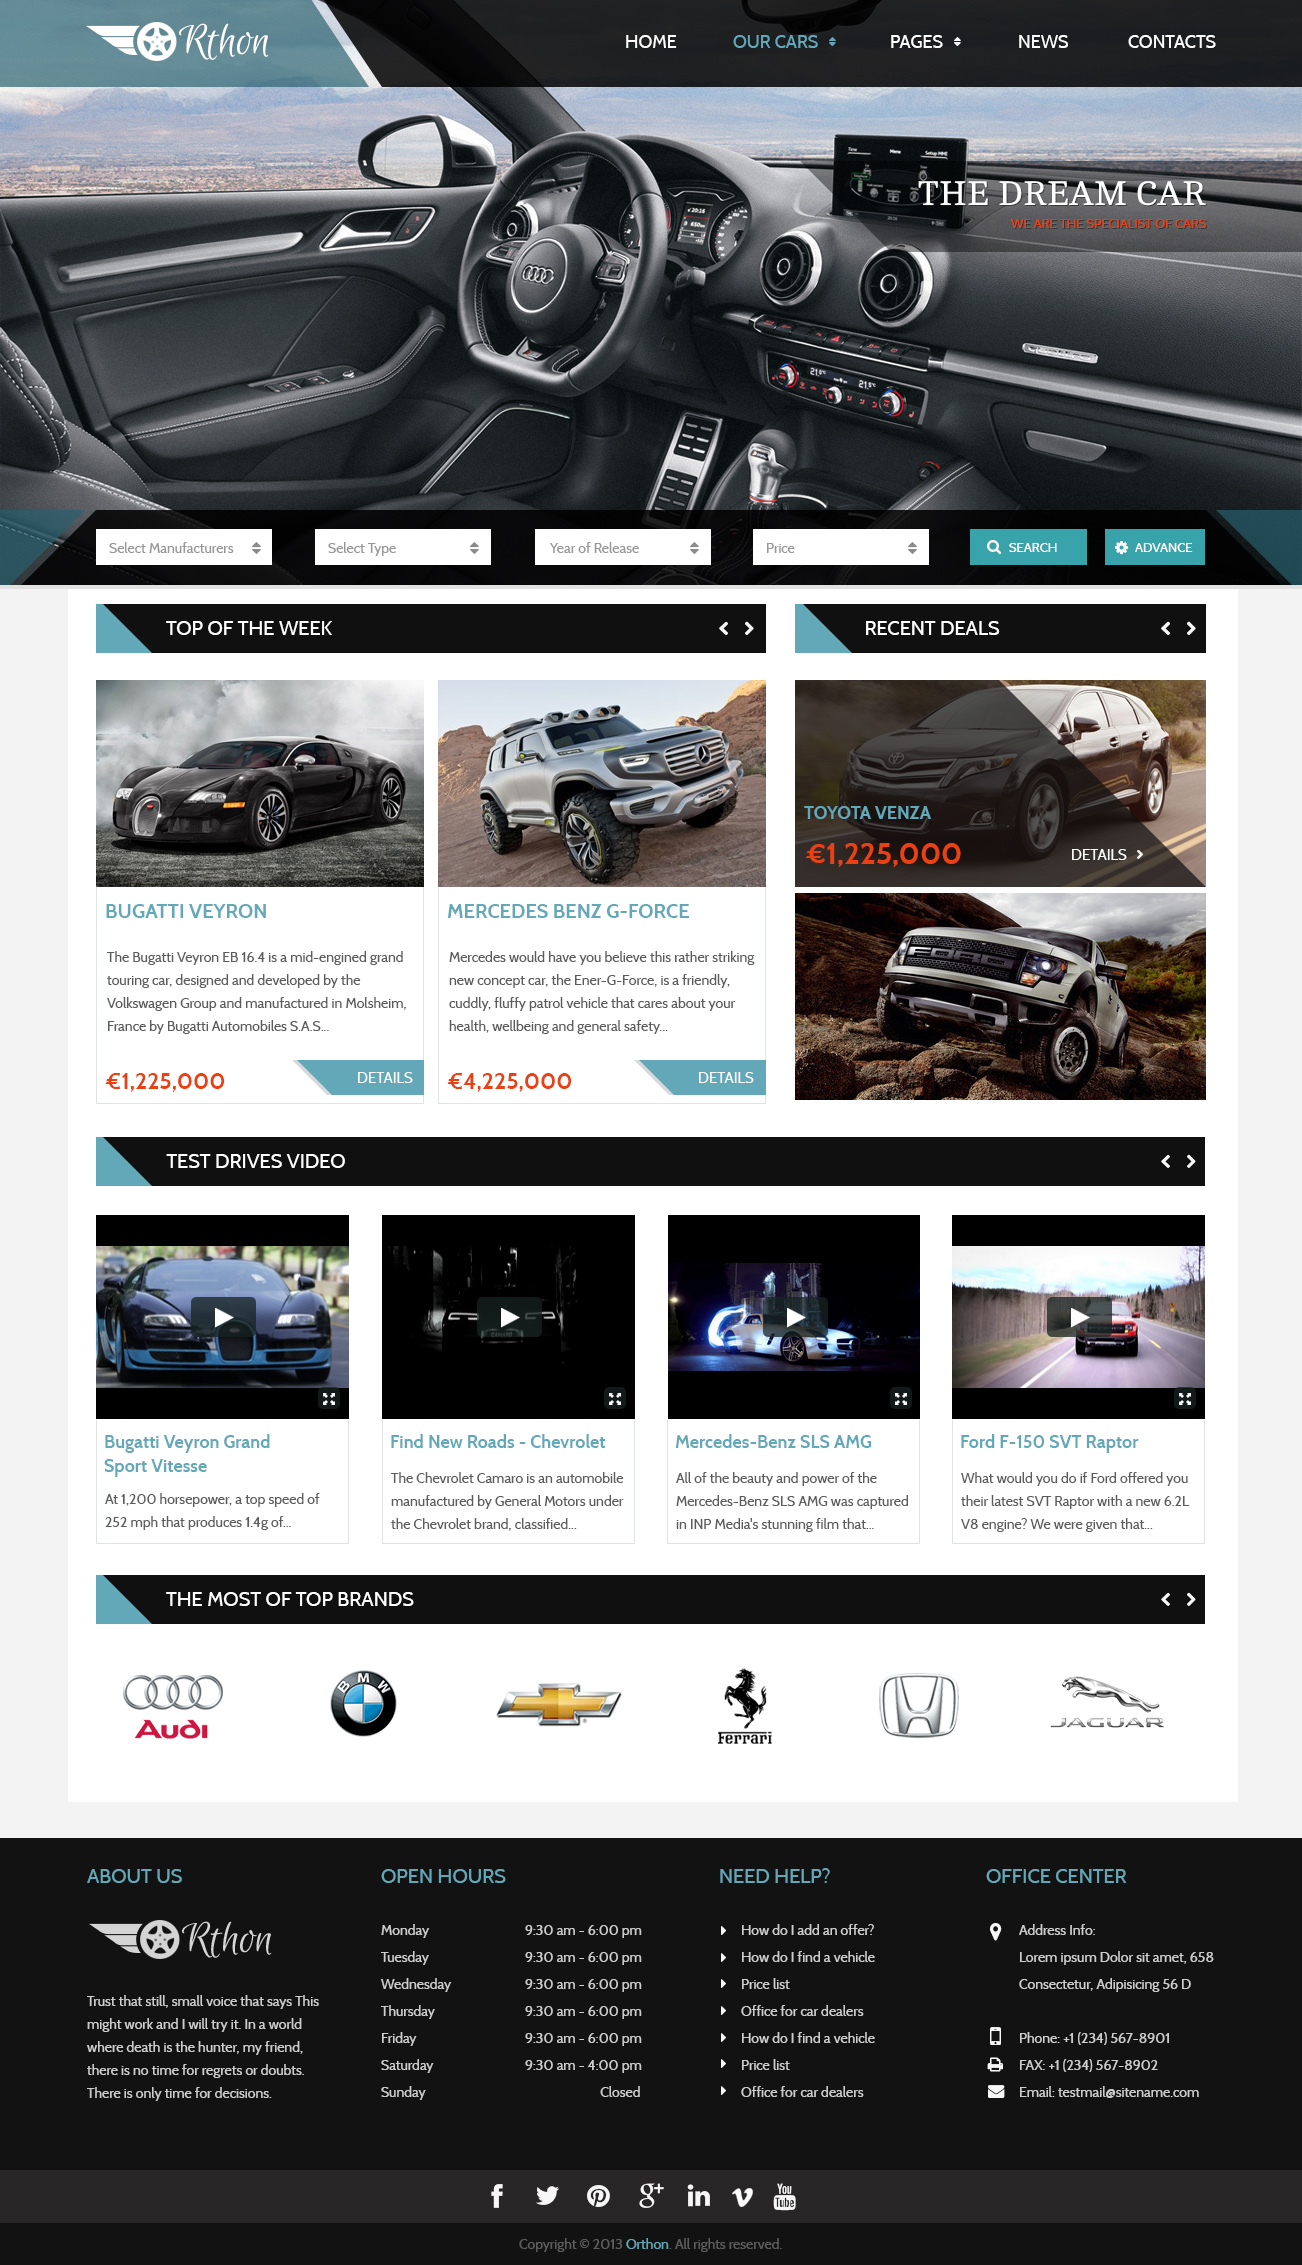 Rthon
HOME
OUR CARS
PAGES
NEWS
CONTACTS
THE DREAM CAR
WE ARE THE SPECIALIST OF CARS
Select Manufacturers
Select Type
Year of Release
Price
SEARCH
ADVANCE
TOP OF THE WEEK
RECENT DEALS
BUGATTI VEYRON
The Bugatti Veyron EB 16.4 is a mid-engined grand
touring car, designed and developed by the
Volkswagen Group and manufactured in Molsheim,
France by Bugatti Automobiles S.A.S...
€1,225,000
DETAILS
MERCEDES BENZ G-FORCE
Mercedes would have you believe this rather striking
new concept car, the Ener-G-Force, is a friendly,
cuddly, fluffy patrol vehicle that cares about your
health, wellbeing and general safety...
€4,225,000
DETAILS
TOYOTA VENZA
€1,225,000
DETAILS
FORD
TEST DRIVES VIDEO
Bugatti Veyron Grand
Sport Vitesse
At 1,200 horsepower, a top speed of
252 mph that produces 1.4g of...
Find New Roads - Chevrolet
The Chevrolet Camaro is an automobile
manufactured by General Motors under
the Chevrolet brand, classified...
Mercedes-Benz SLS AMG
All of the beauty and power of the
Mercedes-Benz SLS AMG was captured
in INP Media's stunning film that...
Ford F-150 SVT Raptor
What would you do if Ford offered you
their latest SVT Raptor with a new 6.2L
V8 engine? We were given that...
THE MOST OF TOP BRANDS
Audi
BMW
Ferrari
JAGUAR
ABOUT US
Rthon
Trust that still, small voice that says This
might work and I will try it. In a world
where death is the hunter, my friend,
there is no time for regrets or doubts.
There is only time for decisions.
OPEN HOURS
Monday 9:30 am - 6:00 pm
Tuesday 9:30 am - 6:00 pm
Wednesday 9:30 am - 6:00 pm
Thursday 9:30 am - 6:00 pm
Friday 9:30 am - 6:00 pm
Saturday 9:30 am - 4:00 pm
Sunday Closed
NEED HELP?
How do I add an offer?
How do I find a vehicle
Price list
Office for car dealers
How do I find a vehicle
Price list
Office for car dealers
OFFICE CENTER
Address Info:
Lorem ipsum Dolor sit amet, 658
Consectetur, Adipisicing 56 D
Phone: +1 (234) 567-8901
FAX: +1 (234) 567-8902
Email: testmail@sitename.com
You
Tube
Copyright © 2013 Orthon. All rights reserved.